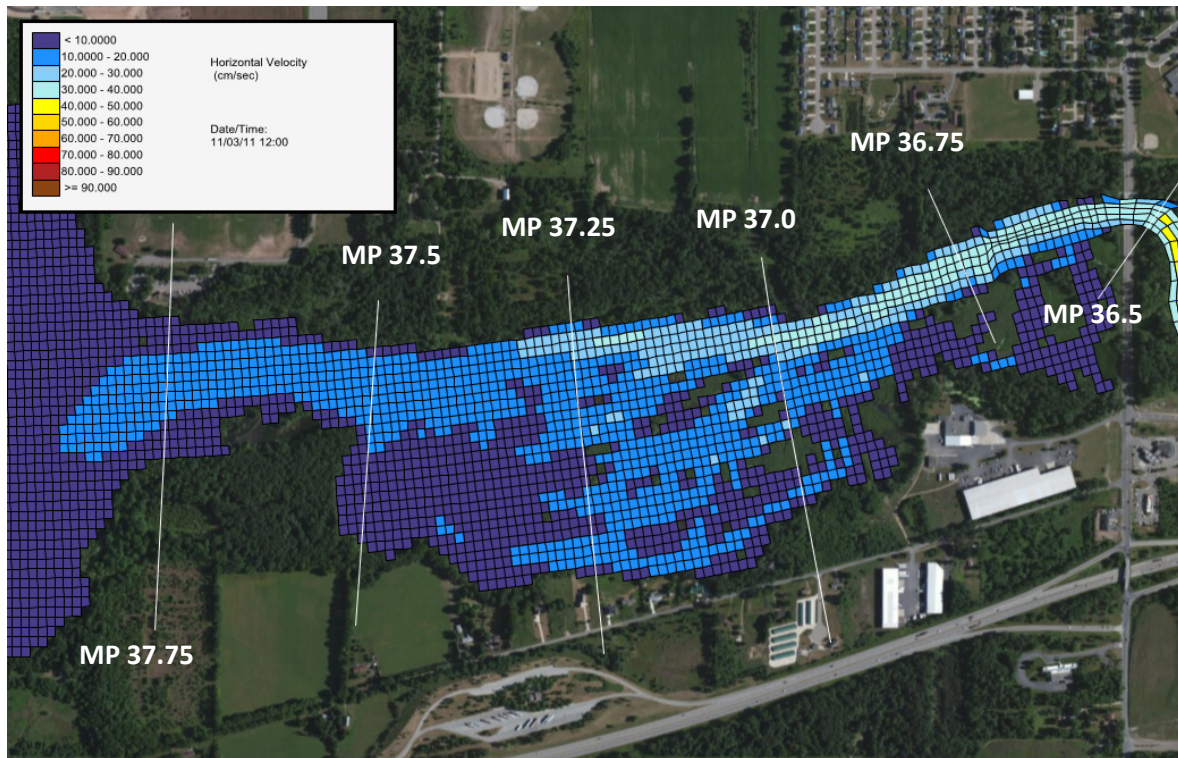 < 10.0000
10.0000 - 20.000
20.000 - 30.000
30.000 - 40.000
40.000 - 50.000
50.000 - 60.000
60.000 - 70.000
70.000 - 80.000
80.000 - 90.000
>= 90.000
Horizontal Velocity
(cm/sec)
Date/Time:
11/03/11 12:00
MP 36.75
MP 37.0
MP 37.25
MP 37.5
MP 36.5
MP 37.75